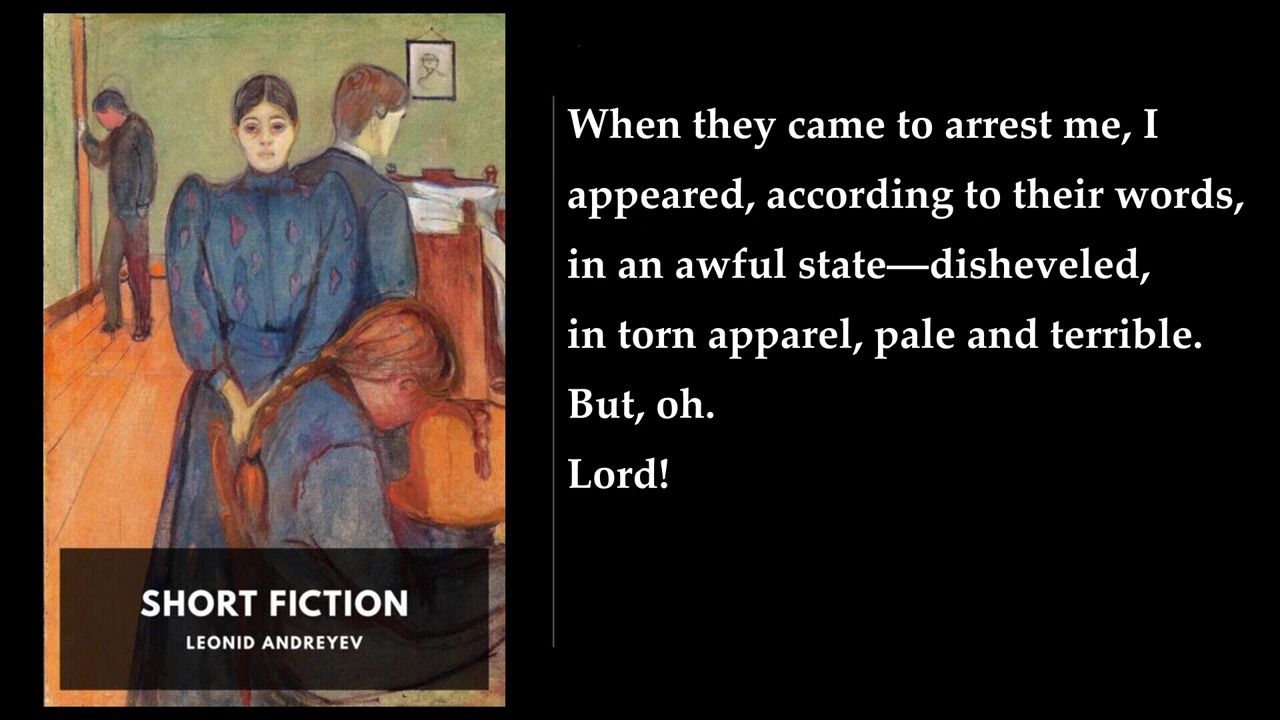 SHORT FICTION
LEONID ANDREYEV
When they came to arrest me, I
appeared, according to their words,
in an awful state—disheveled,
in torn apparel, pale and terrible.
But, oh.
Lord!